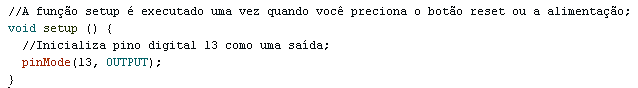 //A função setup é executado uma vez quando você preciona o botão reset ou a alimentação;
void setup () {
//Inicializa pino digital 13 como uma saída;
pinMode(13, OUTPUT);
}